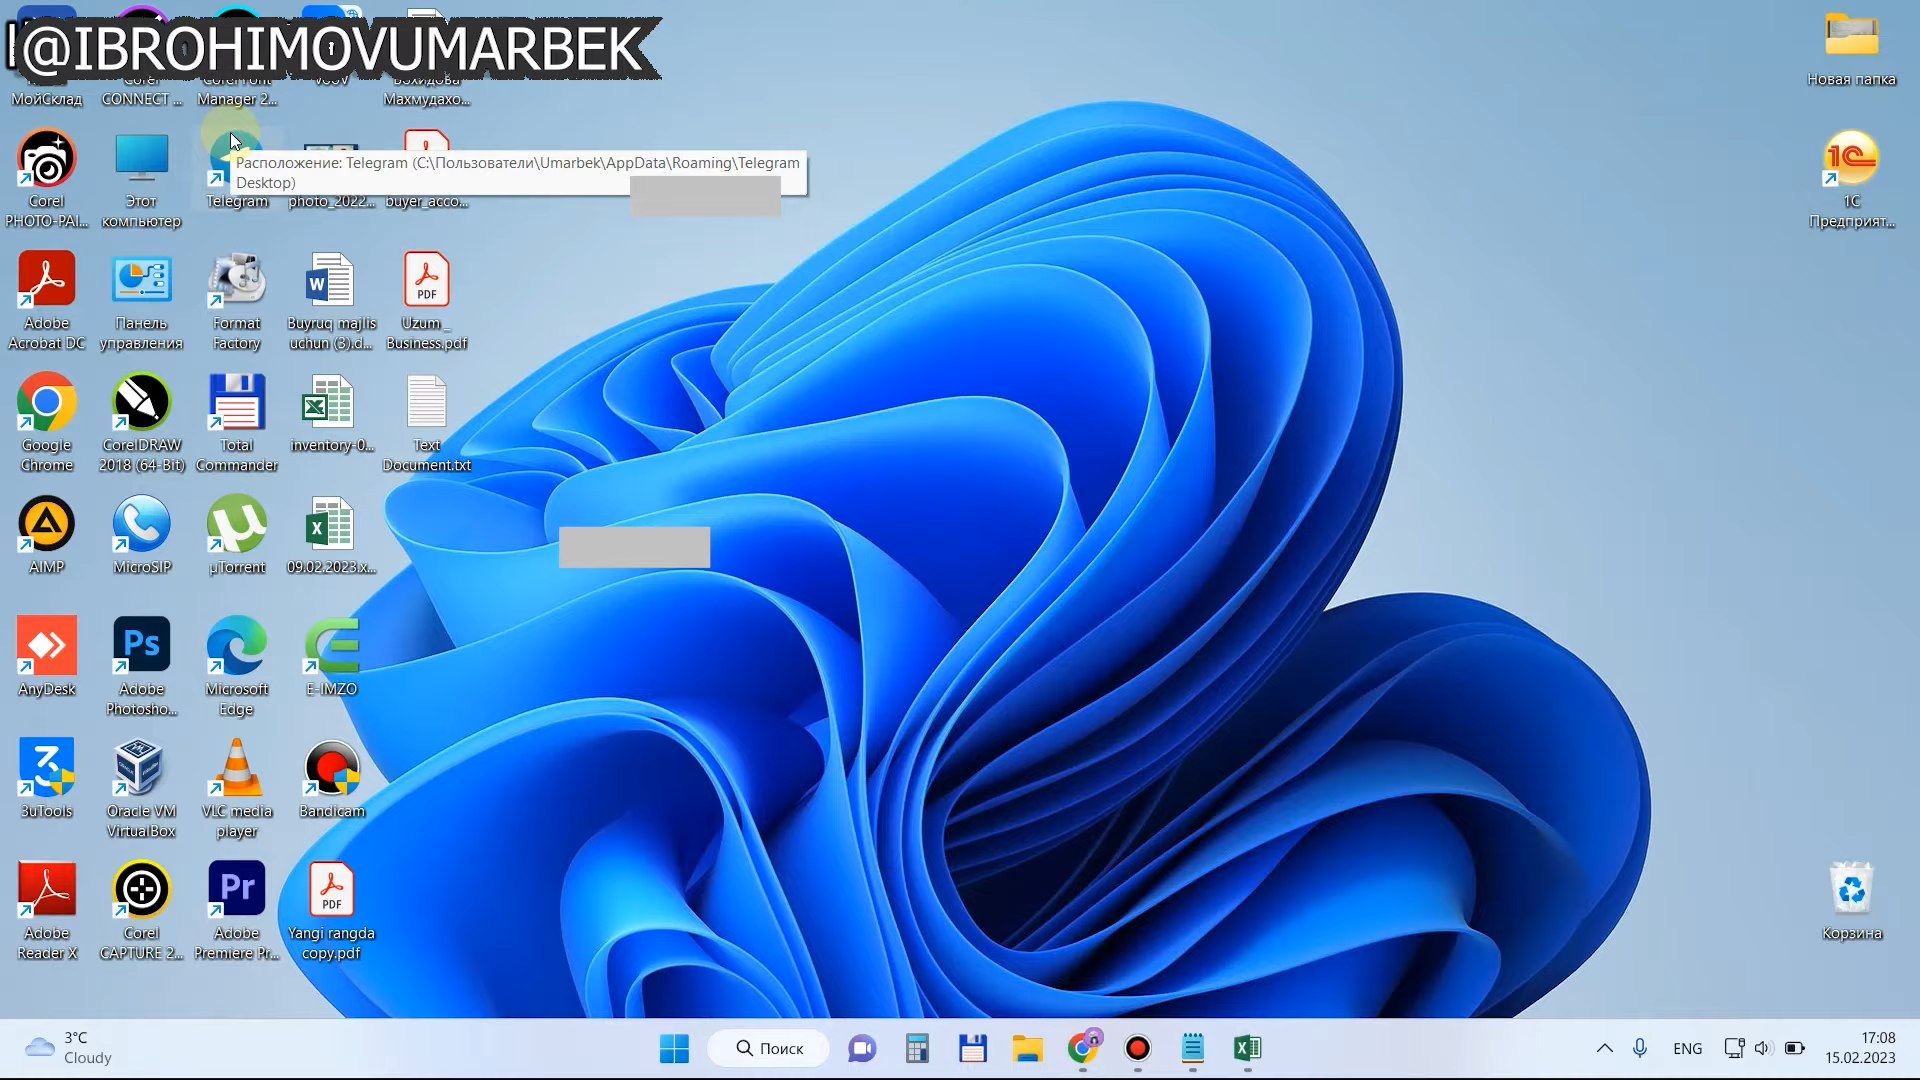 @IBROHIMOVUMARBEK
МойСклад
CONNECT ...
Manager 2...
Махмудахо...
Новая папка
Расположение: Telegram (C:\Пользователи\Umarbek\AppData\Roaming\Telegram
Desktop)
Corel
PHOTO-PAI...
Этот
компьютер
Telegram
photo_2022...
buyer_acco...
1С
Предприят...
Adobe
Acrobat DC
Панель
управления
Format
Factory
Buyruq majlis
uchun (3).d...
PDF
Uzum _
Business.pdf
Google
Chrome
CorelDRAW
2018 (64-Bit)
Total
Commander
inventory-0...
Text
Document.txt
AIMP
MicroSIP
µTorrent
09.02.2023.x...
AnyDesk
Ps
Adobe
Photosho...
Microsoft
Edge
E-IMZO
3uTools
Oracle VM
VirtualBox
VLC media
player
Bandicam
Adobe
Reader X
Corel
CAPTURE 2...
Pr
Adobe
Premiere Pr...
PDF
Yangi rangda
copy.pdf
Корзина
3°C
Cloudy
Поиск
ENG
17:08
15.02.2023